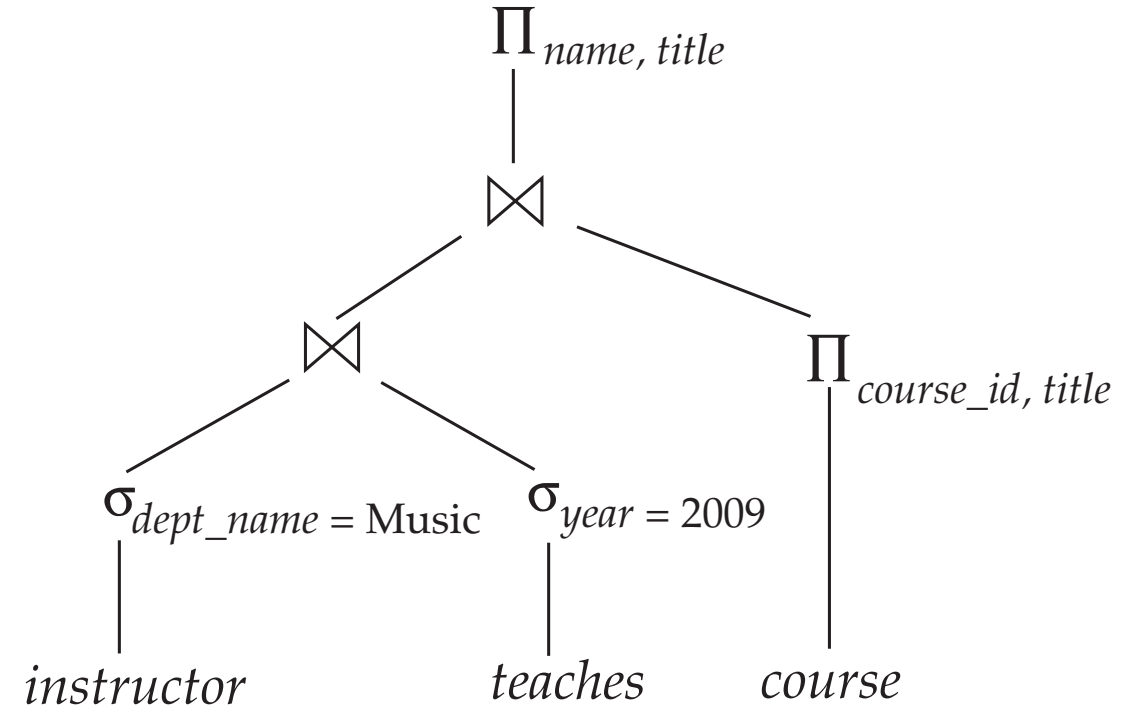 Π name, title
⋈
⋈
Π course_id, title
σ dept_name = Music
σ year = 2009
instructor
teaches
course